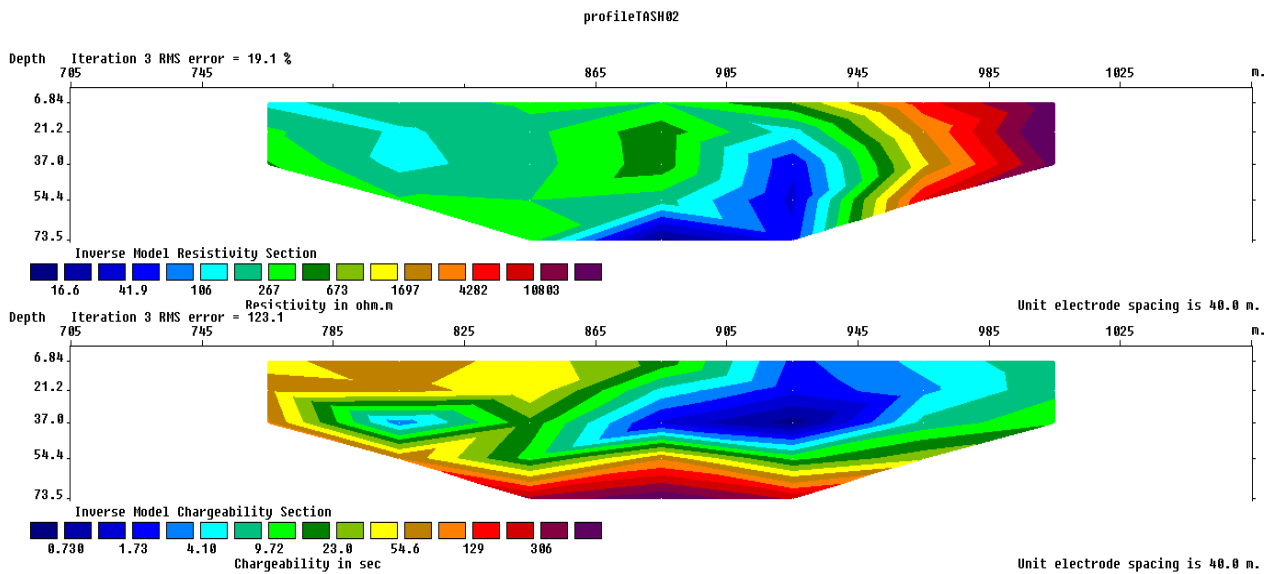 profileTASH02
Depth Iteration 3 RMS error = 19.1 %
705 745 865 905 945 985 1025 m.
6.84
21.2
37.0
54.4
73.5
Inverse Model Resistivity Section
16.6 41.9 106 267 673 1697 4282 10803
Resistivity in ohm.m Unit electrode spacing is 40.0 m.
Depth Iteration 3 RMS error = 123.1
705 745 785 825 865 905 945 985 1025 m.
6.84
21.2
37.0
54.4
73.5
Inverse Model Chargeability Section
0.730 1.73 4.10 9.72 23.0 54.6 129 306
Chargeability in sec Unit electrode spacing is 40.0 m.